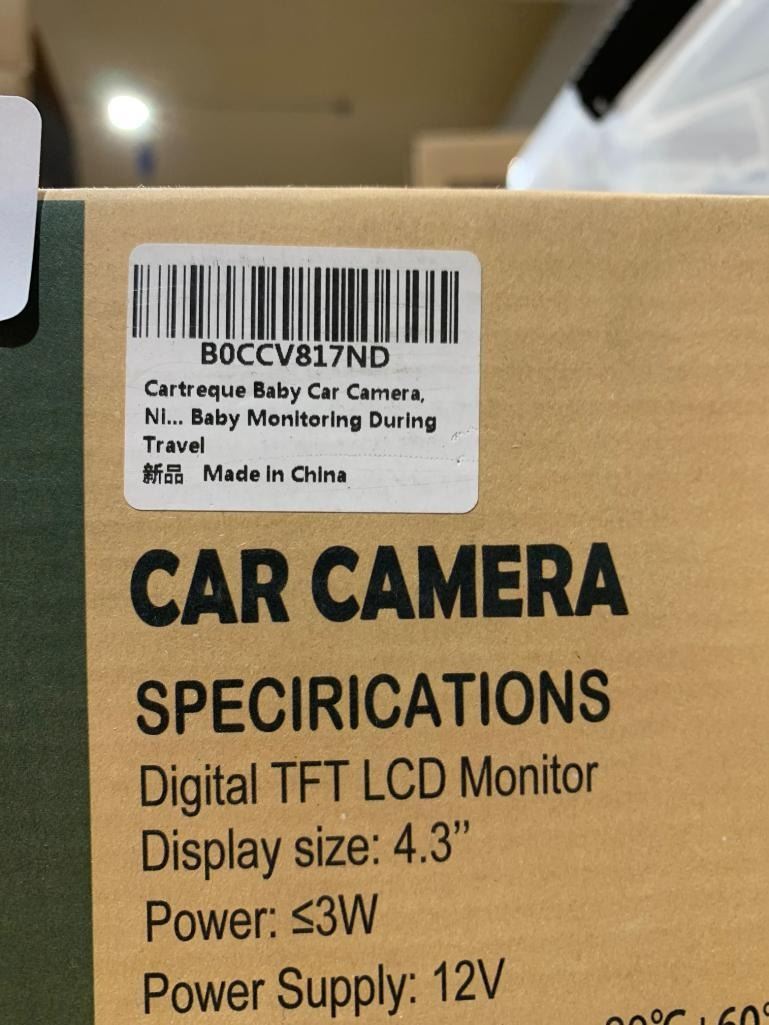 B0CCV817ND
Cartreque Baby Car Camera,
Ni... Baby Monitoring During
Travel
新品 Made in China
CAR CAMERA
SPECIRICATIONS
Digital TFT LCD Monitor
Display size: 4.3”
Power: ≤3W
Power Supply: 12V